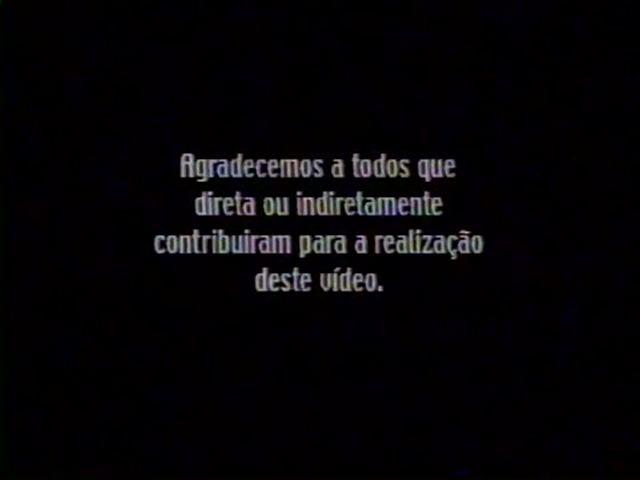 Agradecemos a todos que
direta ou indiretamente
contribuiram para a realização
deste vídeo.